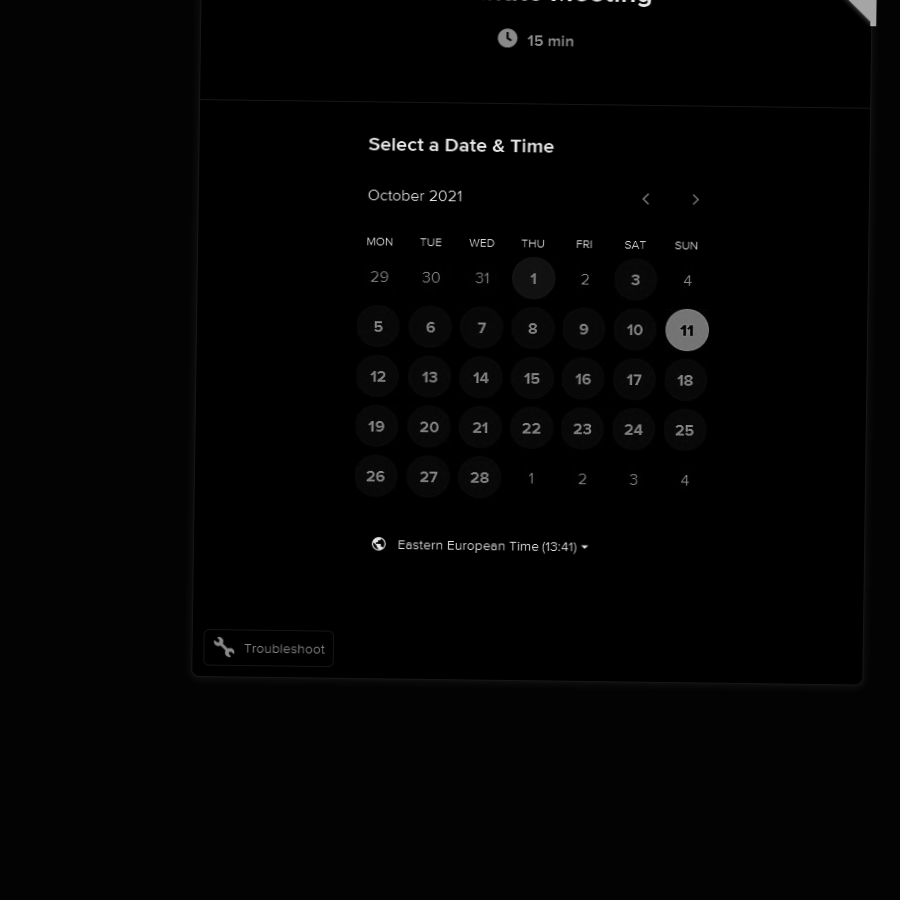 Meeting
15 min
Select a Date & Time
October 2021
MON TUE WED THU FRI SAT SUN
29 30 31 1 2 3 4
5 6 7 8 9 10 11
12 13 14 15 16 17 18
19 20 21 22 23 24 25
26 27 28 1 2 3 4
Eastern European Time (13:41)
Troubleshoot